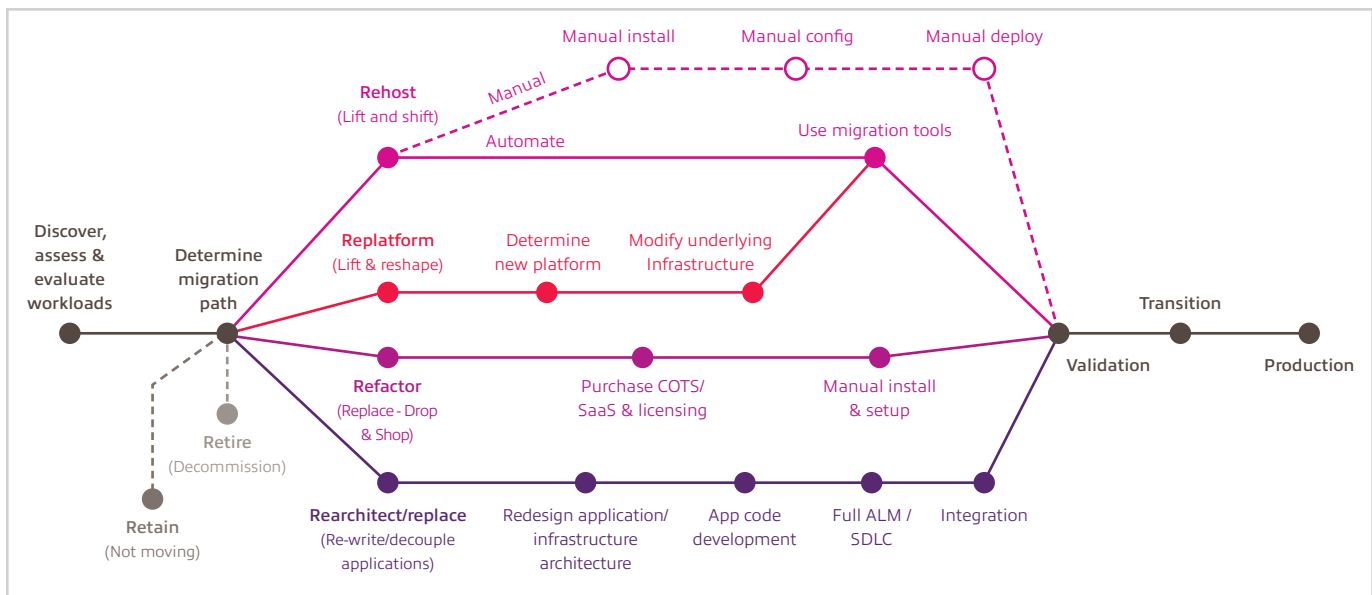 Manual install
Manual config
Manual deploy
Rehost
(Lift and shift)
Manual
Automate
Use migration tools
Discover,
assess &
evaluate
workloads
Determine
migration
path
Replatform
(Lift & reshape)
Determine
new platform
Modify underlying
Infrastructure
Transition
Validation
Production
Refactor
(Replace - Drop
& Shop)
Purchase COTS/
SaaS & licensing
Manual install
& setup
Retire
(Decommission)
Retain
(Not moving)
Rearchitect/replace
(Re-write/decouple
applications)
Redesign application/
infrastructure
architecture
App code
development
Full ALM /
SDLC
Integration